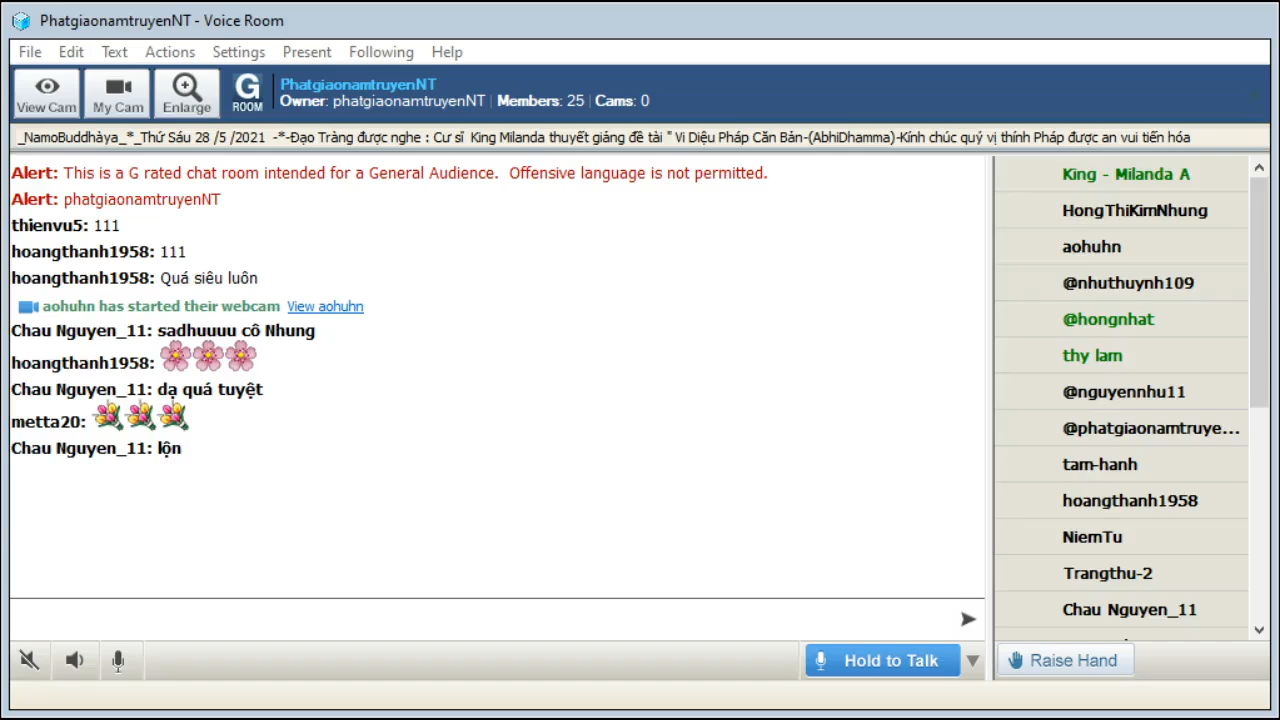 PhatgiaonamtruyenNT - Voice Room
File Edit Text Actions Settings Present Following Help
View Cam My Cam Enlarge G ROOM
PhatgiaonamtruyenNT
Owner: phatgiaonamtruyenNT | Members: 25 | Cams: 0
_NamoBuddhàya_*_Thứ Sáu 28 /5 /2021 -*-Đạo Tràng được nghe : Cư sĩ King Milanda thuyết giảng đề tài " Vi Diệu Pháp Căn Bản-(AbhiDhamma)-Kính chúc quý vị thính Pháp được an vui tiến hóa
Alert: This is a G rated chat room intended for a General Audience. Offensive language is not permitted.
Alert: phatgiaonamtruyenNT
thienvu5: 111
hoangthanh1958: 111
hoangthanh1958: Quá siêu luôn
aohuhn has started their webcam View aohuhn
Chau Nguyen_11: sadhuuuu cô Nhung
hoangthanh1958:
Chau Nguyen_11: dạ quá tuyệt
metta20:
Chau Nguyen_11: lộn
King - Milanda A
HongThiKimNhung
aohuhn
@nhuthuynh109
@hongnhat
thy lam
@nguyennhu11
@phatgiaonamtruye...
tam-hanh
hoangthanh1958
NiemTu
Trangthu-2
Chau Nguyen_11
Hold to Talk
Raise Hand